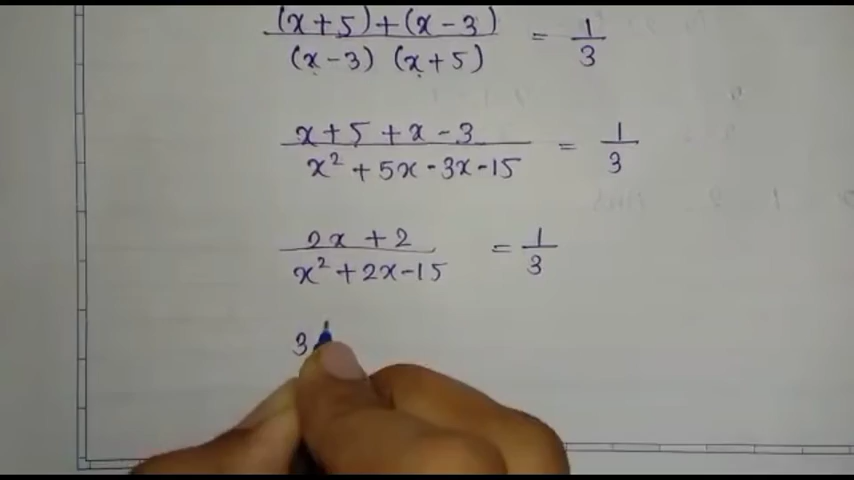 (x+5)+(x-3) / (x-3) (x+5) = 1/3
x+5+x-3 / x²+5x-3x-15 = 1/3
2x+2 / x²+2x-15 = 1/3
3